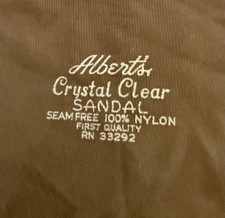 Albert's
Crystal Clear
SANDAL
SEAMFREE 100% NYLON
FIRST QUALITY
RN 33292